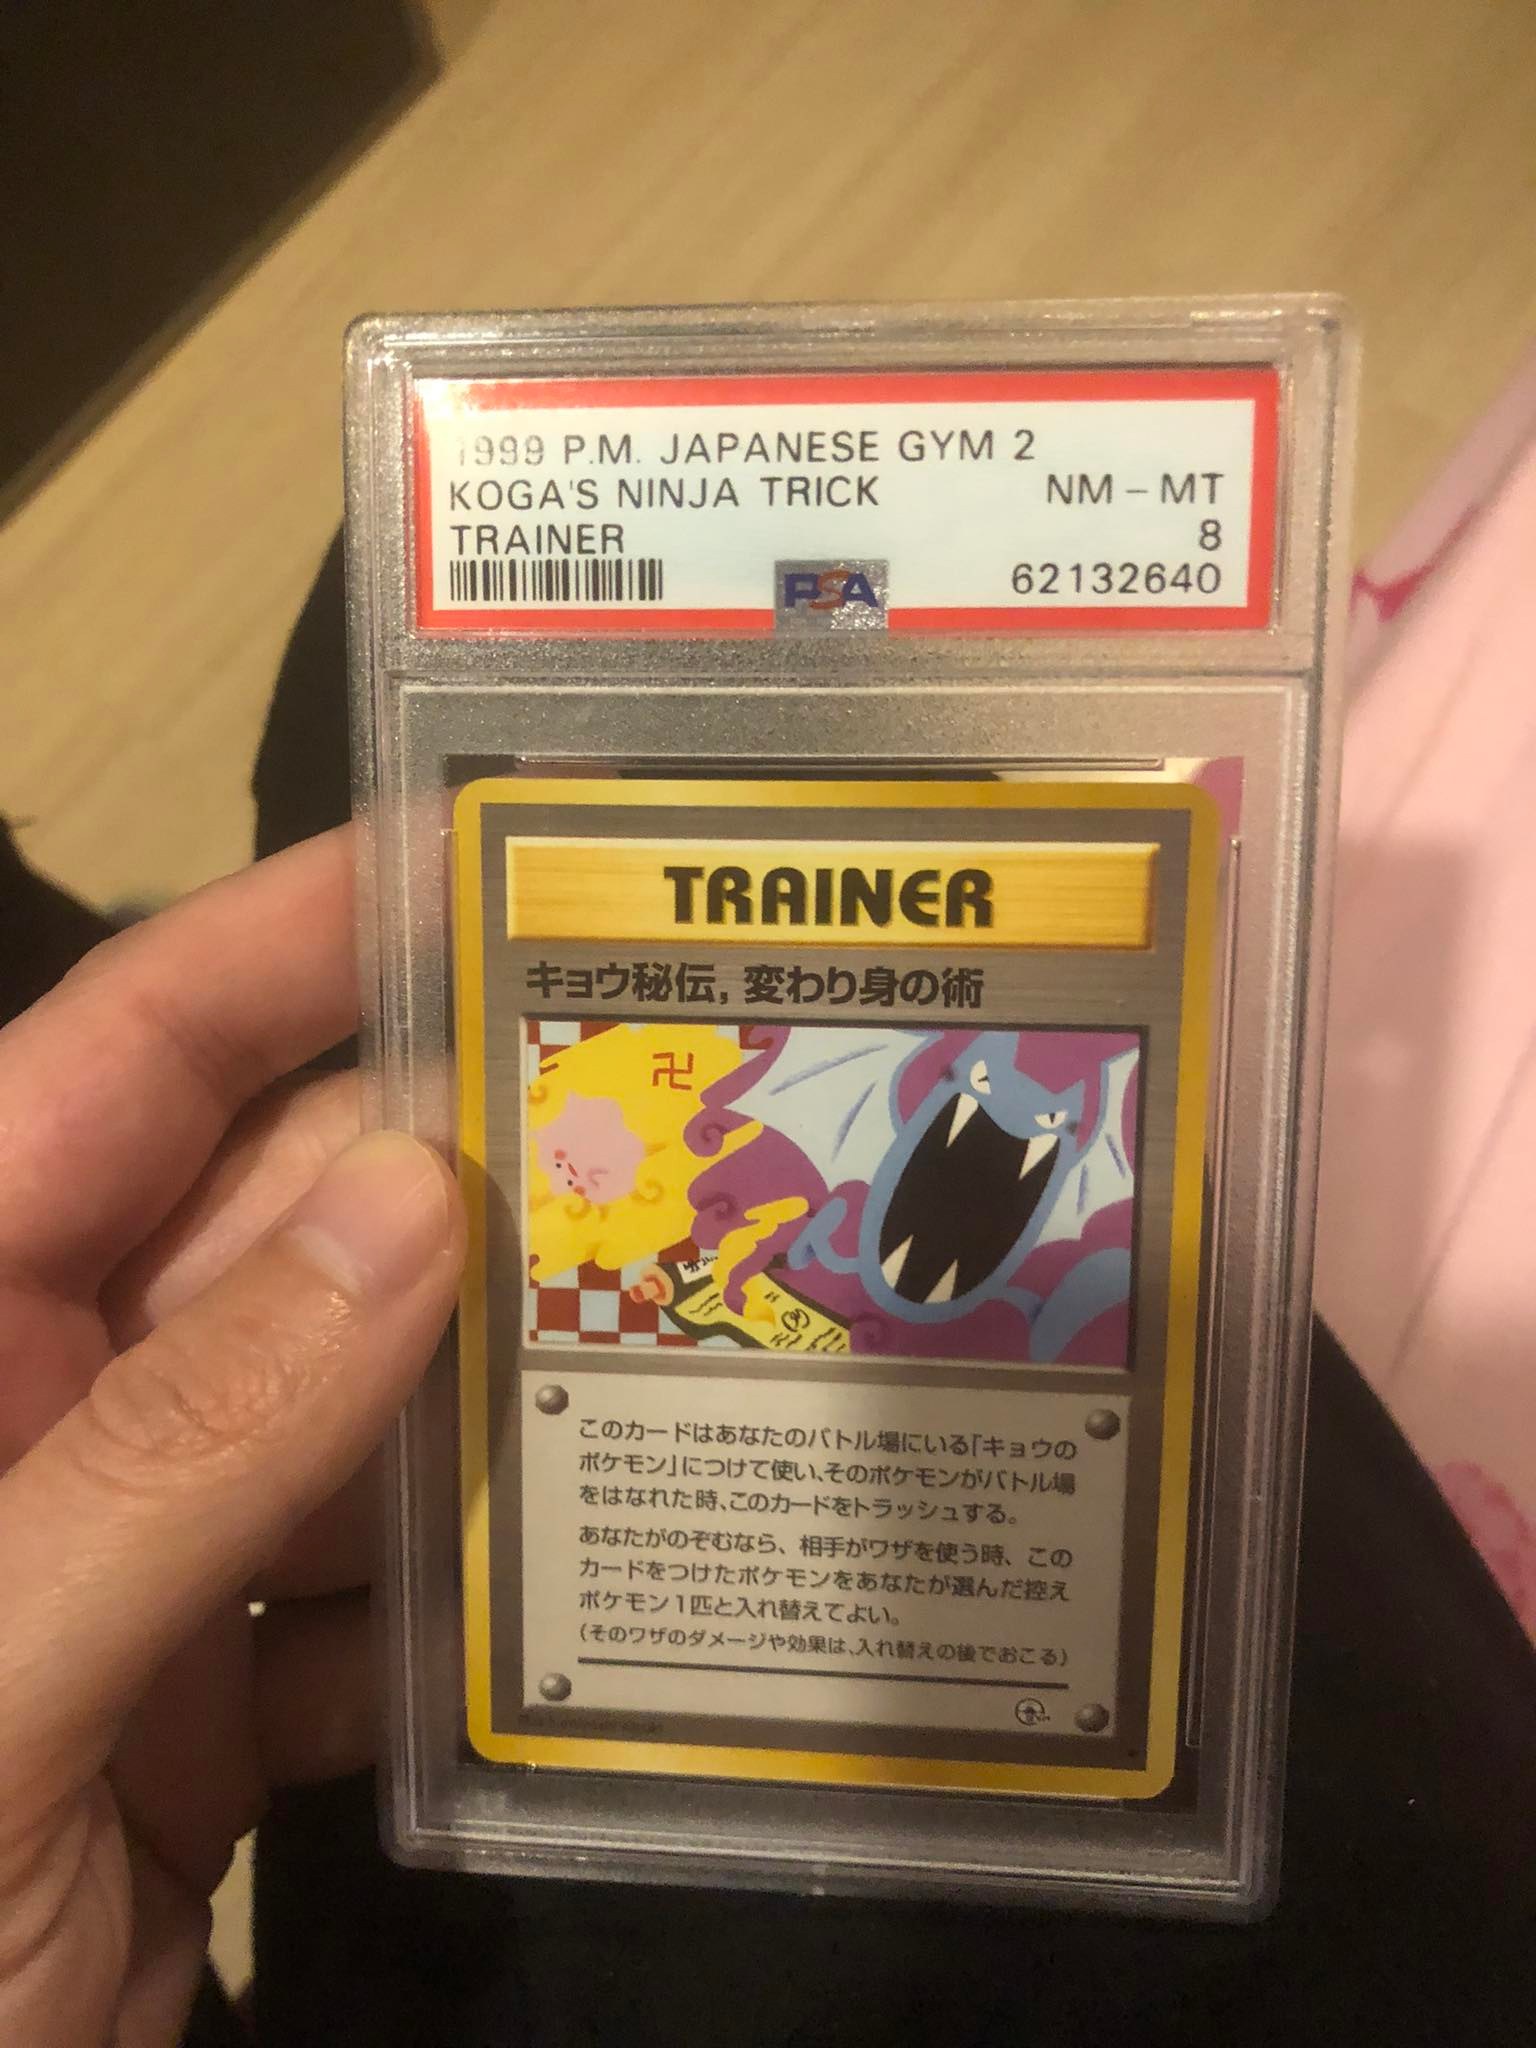 1999 P.M. JAPANESE GYM 2
KOGA'S NINJA TRICK NM - MT
TRAINER 8
PSA 62132640
TRAINER
キョウ秘伝, 変わり身の術
卍
このカードはあなたのバトル場にいる「キョウの
ポケモン」につけて使い、そのポケモンがバトル場
をはなれた時、このカードをトラッシュする。
あなたがのぞむなら、相手がワザを使う時、この
カードをつけたポケモンをあなたが選んだ控え
ポケモン1匹と入れ替えてよい。
(そのワザのダメージや効果は、入れ替えの後でおこる)